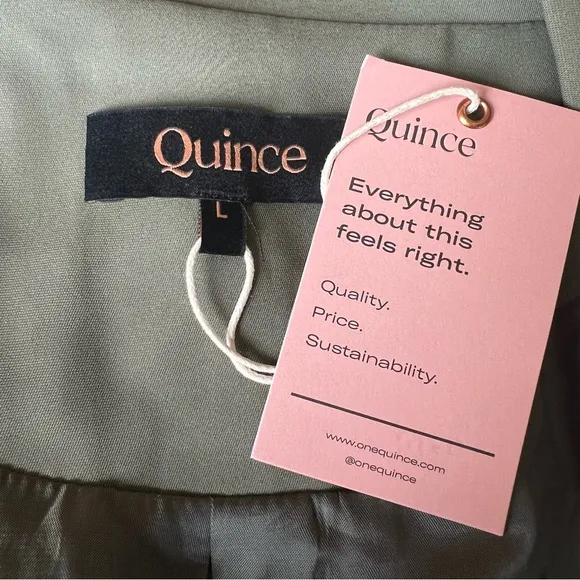 Quince
L
Quince
Everything
about this
feels right.
Quality.
Price.
Sustainability.
www.onequince.com
@onequince